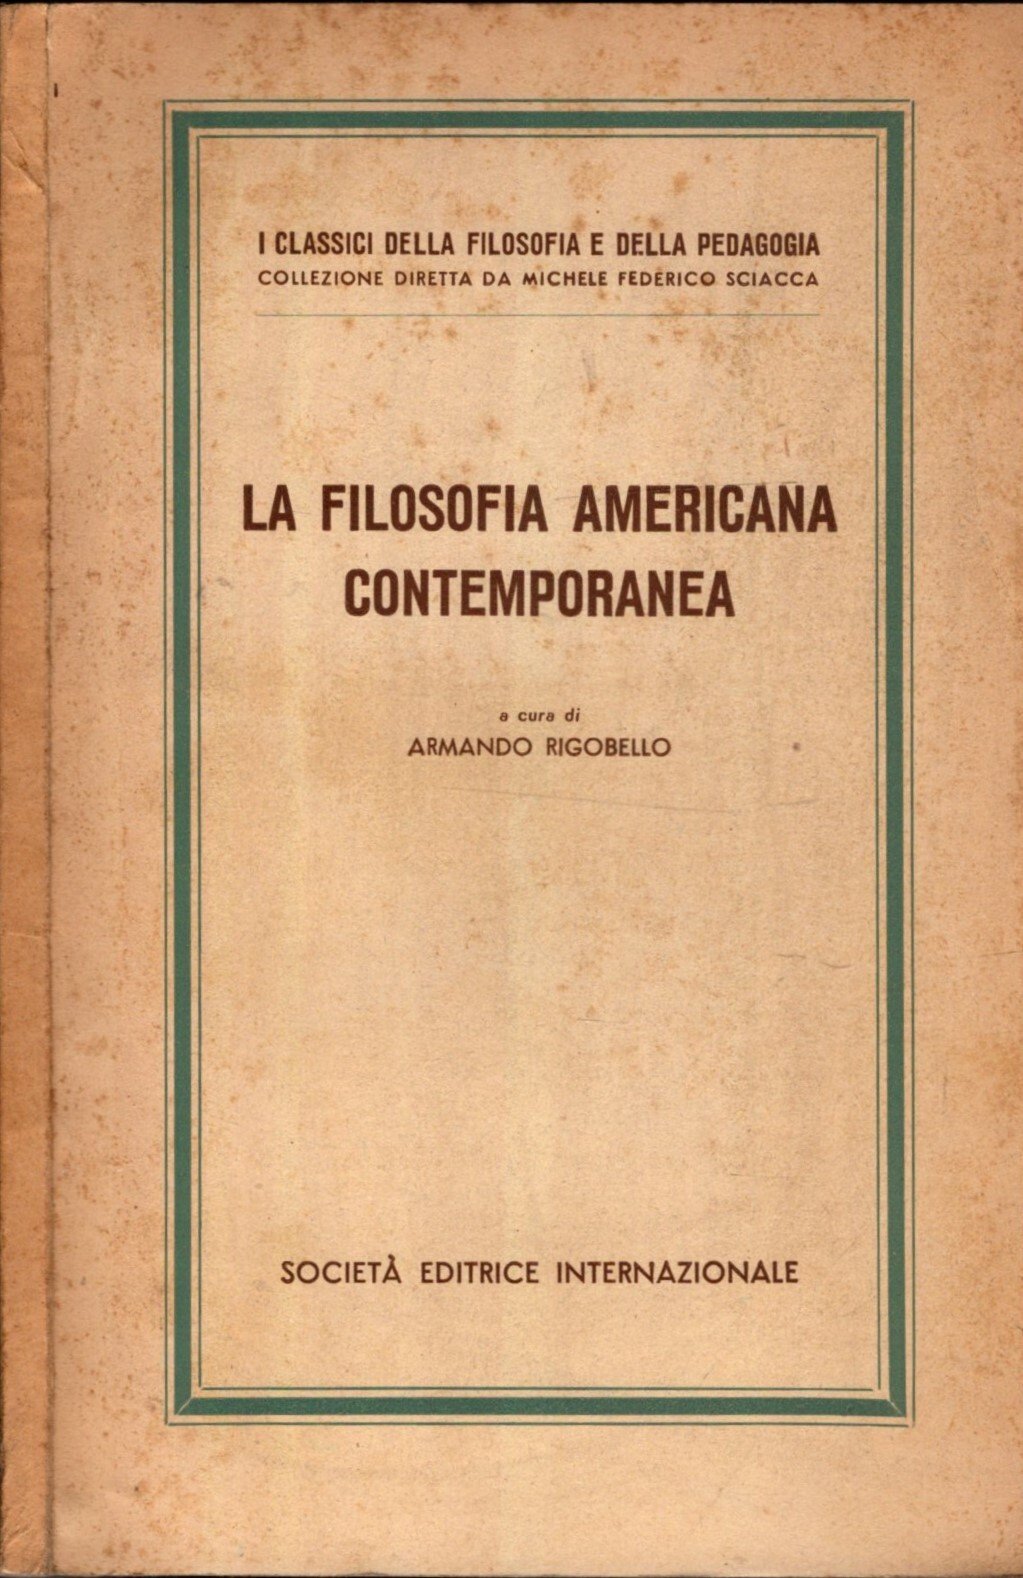 I CLASSICI DELLA FILOSOFIA E DELLA PEDAGOGIA
COLLEZIONE DIRETTA DA MICHELE FEDERICO SCIACCA
LA FILOSOFIA AMERICANA
CONTEMPORANEA
a cura di
ARMANDO RIGOBELLO
SOCIETÀ EDITRICE INTERNAZIONALE